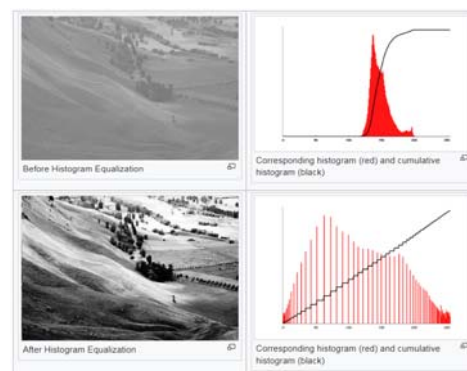 Before Histogram Equalization
Corresponding histogram (red) and cumulative
histogram (black)
After Histogram Equalization
Corresponding histogram (red) and cumulative
histogram (black)